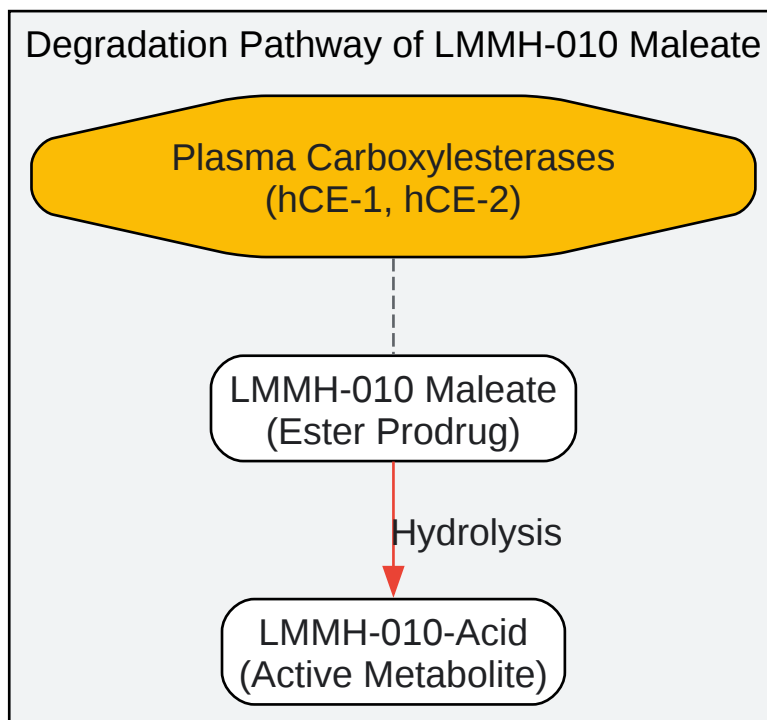 Degradation Pathway of LMMH-010 Maleate
Plasma Carboxylesterases
(hCE-1, hCE-2)
LMMH-010 Maleate
(Ester Prodrug)
Hydrolysis
LMMH-010-Acid
(Active Metabolite)